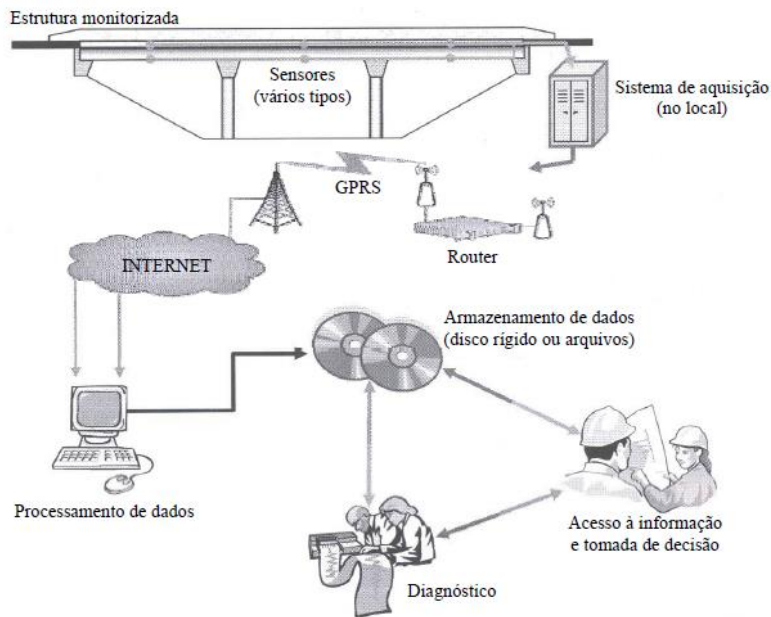 Estrutura monitorizada
Sensores
(vários tipos)
Sistema de aquisição
(no local)
GPRS
Router
INTERNET
Armazenamento de dados
(disco rígido ou arquivos)
Processamento de dados
Acesso à informação
e tomada de decisão
Diagnóstico